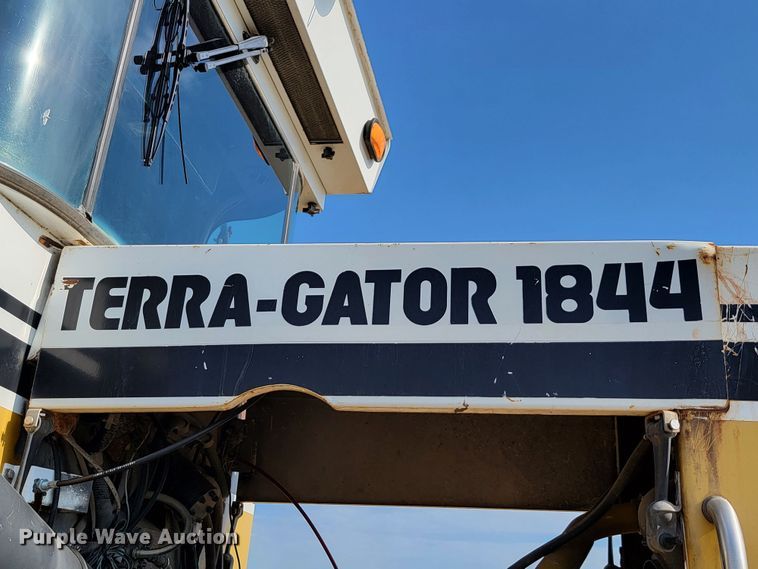 TERRA-GATOR 1844
Purple Wave Auction